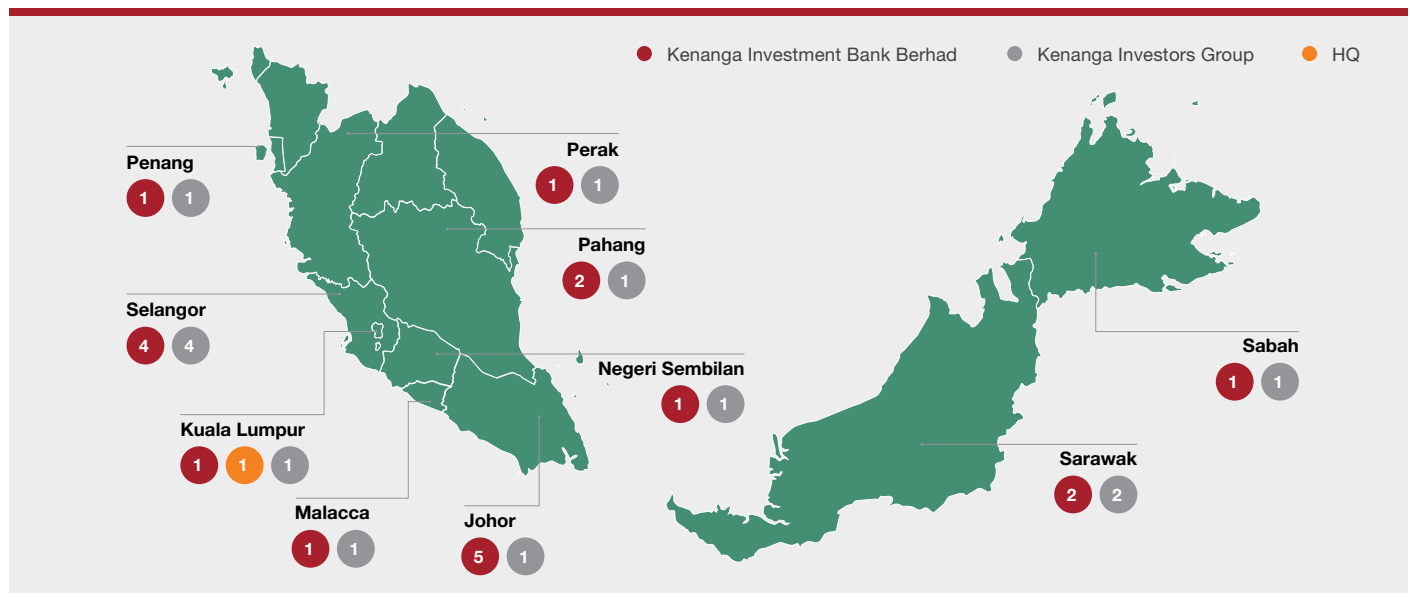 Kenanga Investment Bank Berhad Kenanga Investors Group HQ
Penang
1 1
Perak
1 1
Pahang
2 1
Selangor
4 4
Negeri Sembilan
1 1
Sabah
1 1
Kuala Lumpur
1 1 1
Sarawak
2 2
Malacca
1 1
Johor
5 1